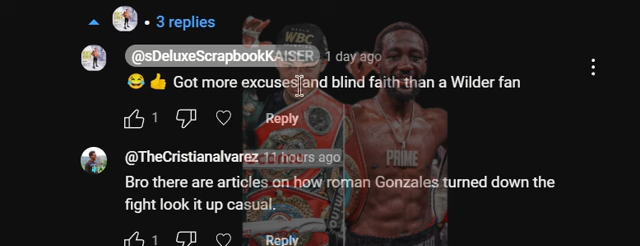 3 replies
@sDeluxeScrapbookKAISER 1 day ago
WBC
😂 👍 Got more excuses and blind faith than a Wilder fan
1 Reply
@TheCristianalvarez 11 hours ago
PRIME
Bro there are articles on how roman Gonzales turned down the
fight look it up casual.
1 Reply